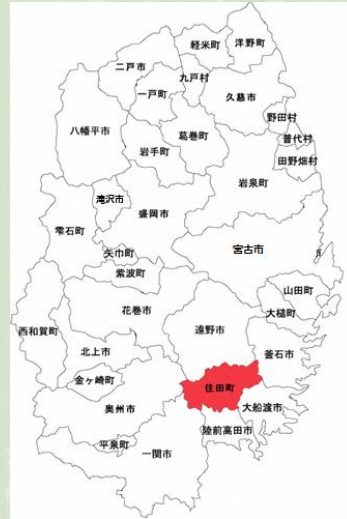 軽米町
洋野町
二戸市
九戸村
一戸町
久慈市
野田村
普代村
八幡平市
葛巻町
岩手町
田野畑村
岩泉町
滝沢市
盛岡市
雫石町
宮古市
矢巾町
紫波町
山田町
花巻市
大槌町
遠野市
西和賀町
釜石市
北上市
金ヶ崎町
住田町
奥州市
大船渡市
陸前高田市
平泉町
一関市